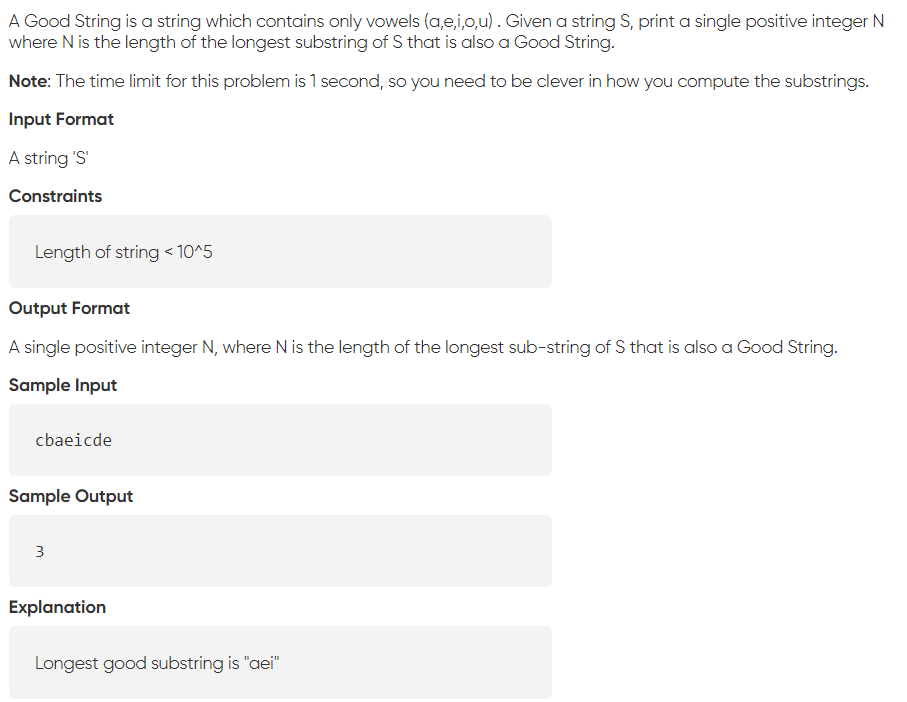 A Good String is a string which contains only vowels (a,e,i,o,u) . Given a string S, print a single positive integer N
where N is the length of the longest substring of S that is also a Good String.
Note: The time limit for this problem is 1 second, so you need to be clever in how you compute the substrings.
Input Format
A string 'S'
Constraints
Length of string < 10^5
Output Format
A single positive integer N, where N is the length of the longest sub-string of S that is also a Good String.
Sample Input
cbaeicde
Sample Output
3
Explanation
Longest good substring is "aei"